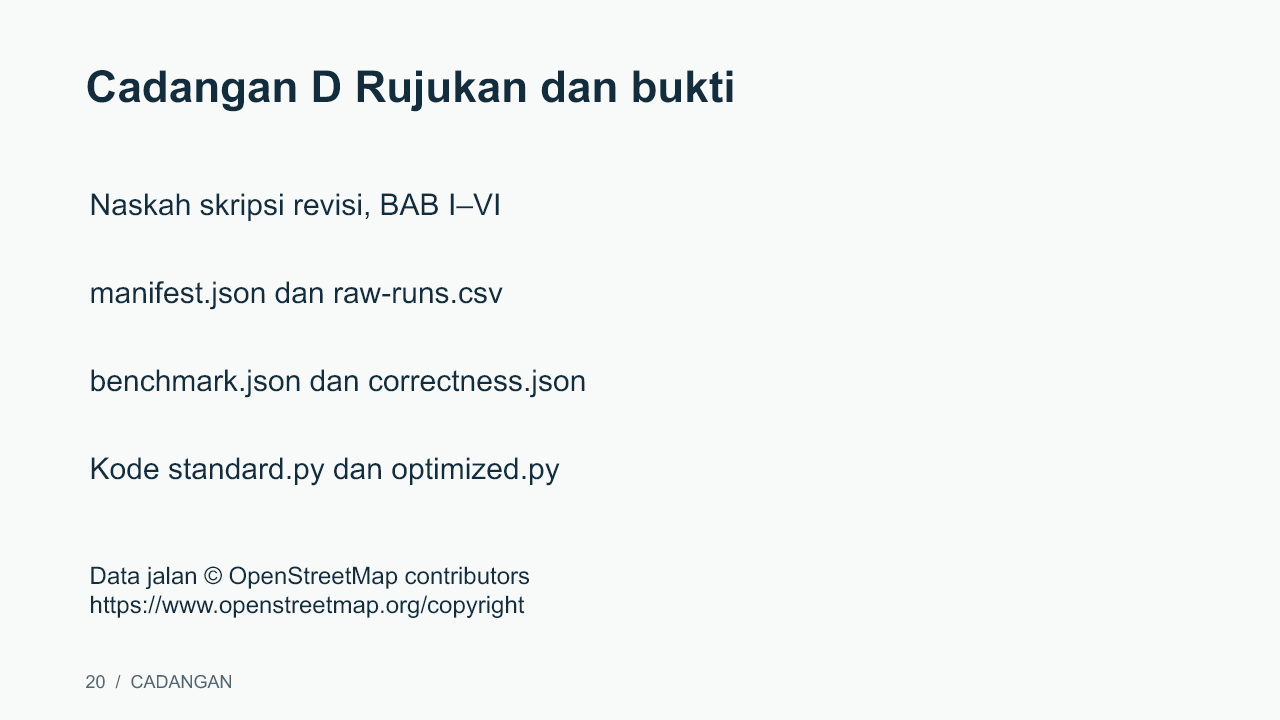 Cadangan D Rujukan dan bukti
Naskah skripsi revisi, BAB I–VI
manifest.json dan raw-runs.csv
benchmark.json dan correctness.json
Kode standard.py dan optimized.py
Data jalan © OpenStreetMap contributors
https://www.openstreetmap.org/copyright
20 / CADANGAN